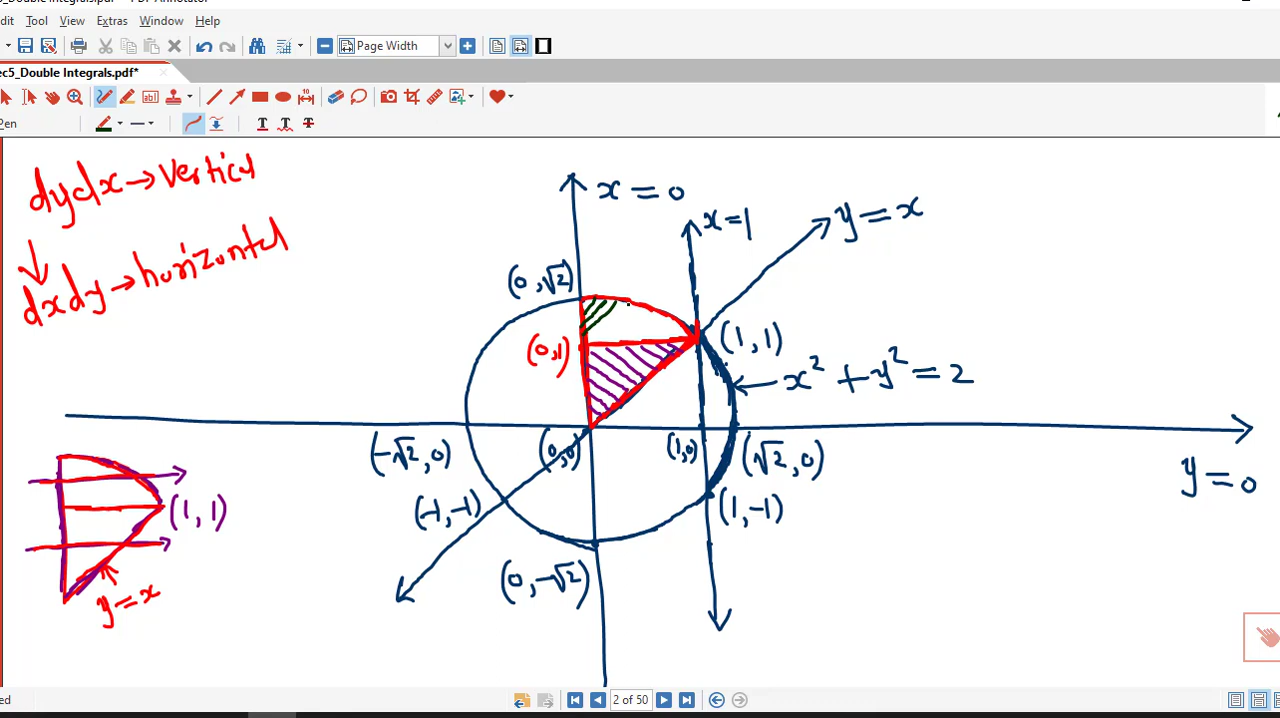 dit Tool View Extras Window Help
Page Width
ec5_Double Integrals.pdf*
Pen
dydx → vertical
dxdy → horizontal
x = 0
x=1
y = x
(0, √2)
(0, 1)
(1, 1)
x² + y² = 2
(-√2, 0)
(0, 0)
(1, 0)
(√2, 0)
y = 0
(-1, -1)
(1, -1)
(0, -√2)
(1, 1)
y = x
2 of 50